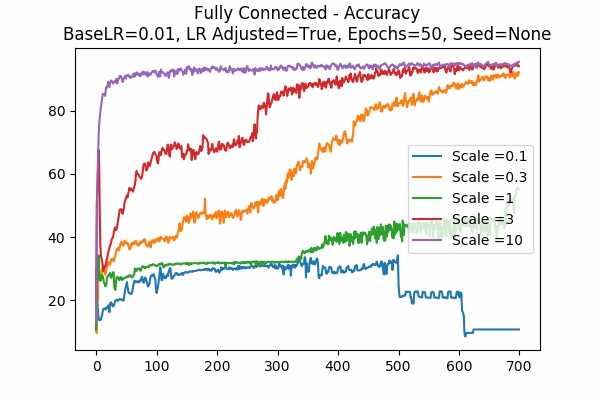 Fully Connected - Accuracy
BaseLR=0.01, LR Adjusted=True, Epochs=50, Seed=None
80
60
40
20
Scale =0.1
Scale =0.3
Scale =1
Scale =3
Scale =10
0 100 200 300 400 500 600 700